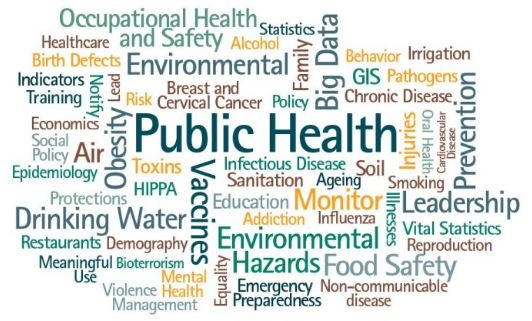 Occupational Health
and Safety
Statistics
Healthcare
Alcohol
Family
Big Data
Behavior
Irrigation
Birth Defects
Environmental
GIS
Pathogens
Indicators
Training
Notify
Lead
Risk
Breast and
Cervical Cancer
Policy
Chronic Disease
Prevention
Economics
Obesity
Public Health
Injuries
Oral Health
Cardiovascular
Disease
Social
Policy
Air
Toxins
Vaccines
Infectious Disease
Soil
Epidemiology
HIPPA
Sanitation
Ageing
Smoking
Protections
Education
Monitor
Illnesses
Leadership
Drinking Water
Addiction
Influenza
Vital Statistics
Restaurants
Demography
Environmental
Hazards
Reproduction
Meaningful
Use
Bioterrorism
Equality
Food Safety
Violence
Mental
Health
Management
Emergency
Preparedness
Non-communicable
disease